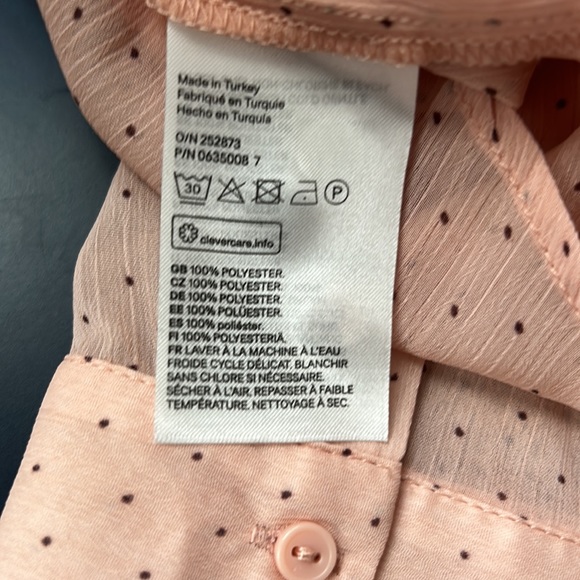 Made in Turkey
Fabriqué en Turquie
Hecho en Turquía
O/N 252873
P/N 0635008 7
30 P
clevercare.info
GB 100% POLYESTER.
CZ 100% POLYESTER.
DE 100% POLYESTER.
EE 100% POLÜESTER.
ES 100% poliéster.
FI 100% POLYESTERIÄ.
FR LAVER À LA MACHINE À L'EAU
FROIDE CYCLE DÉLICAT. BLANCHIR
SANS CHLORE SI NÉCESSAIRE.
SÉCHER À L'AIR. REPASSER À FAIBLE
TEMPÉRATURE. NETTOYAGE À SEC.